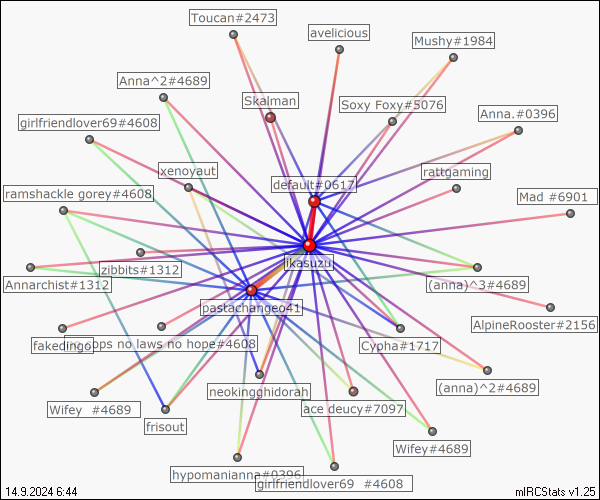 Toucan#2473
avelicious
Mushy#1984
Anna^2#4689
Skalman
Soxy Foxy#5076
Anna.#0396
girlfriendlover69#4608
xenoyaut
rattgaming
default#0617
ramshackle gorey#4608
Mad #6901
ikasuzu
zibbits#1312
Annarchist#1312
(anna)^3#4689
pastachangeo41
AlpineRooster#2156
fakedingo
cops no laws no hope#4608
Cypha#1717
(anna)^2#4689
neokingghidorah
Wifey #4689
ace deucy#7097
frisout
Wifey#4689
hypomanianna#0396
girlfriendlover69 #4608
14.9.2024 6:44
mIRCStats v1.25